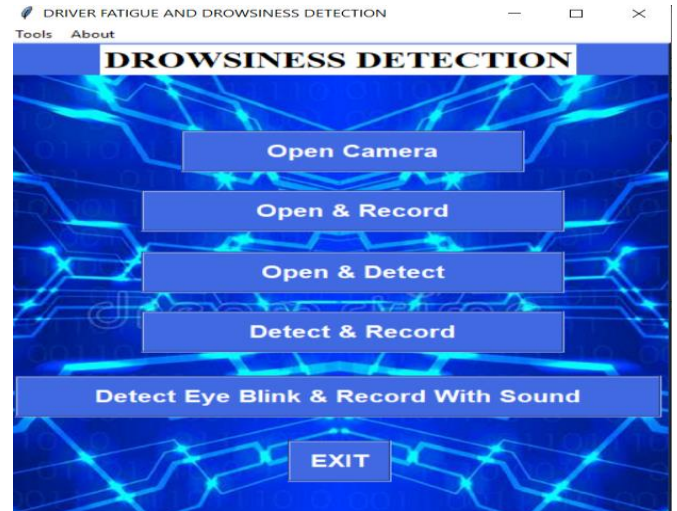 DRIVER FATIGUE AND DROWSINESS DETECTION
Tools About
DROWSINESS DETECTION
Open Camera
Open & Record
Open & Detect
Detect & Record
Detect Eye Blink & Record With Sound
EXIT